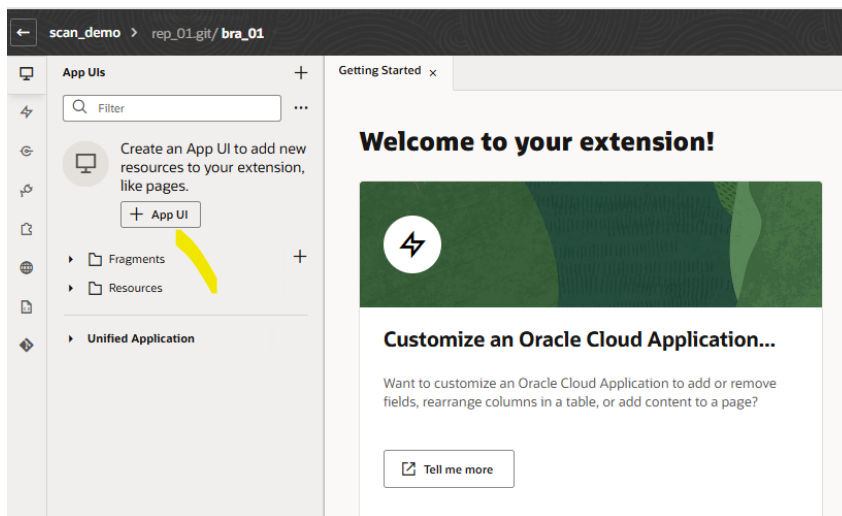 scan_demo > rep_01.git/ bra_01
App UIs
Getting Started
Filter
Create an App UI to add new
resources to your extension,
like pages.
+ App UI
Fragments
Resources
Unified Application
Welcome to your extension!
Customize an Oracle Cloud Application...
Want to customize an Oracle Cloud Application to add or remove
fields, rearrange columns in a table, or add content to a page?
Tell me more